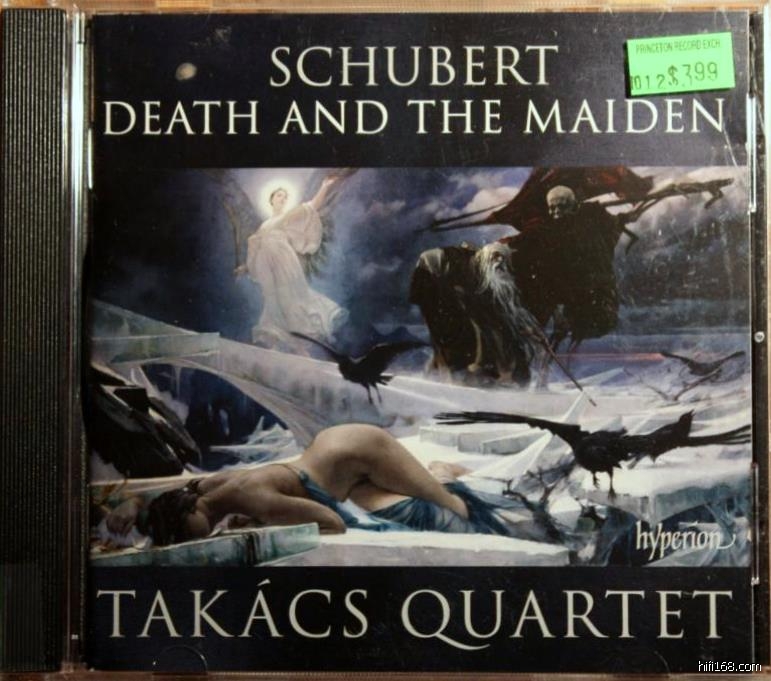 SCHUBERT
PRINCETON RECORD EXCH
$3.99
DEATH AND THE MAIDEN
hyperion
TAKÁCS QUARTET
hifi168.com